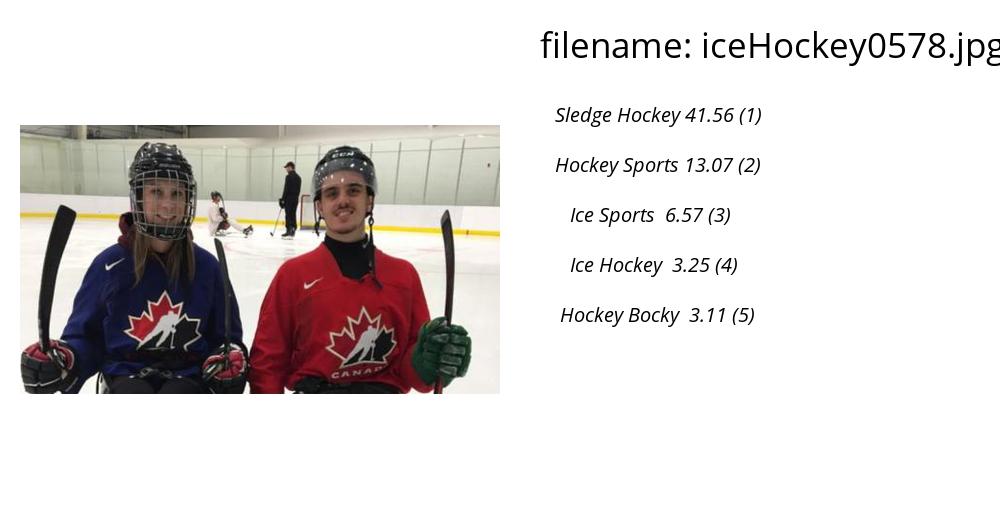 filename: iceHockey0578.jpg
Sledge Hockey 41.56 (1)
Hockey Sports 13.07 (2)
Ice Sports 6.57 (3)
Ice Hockey 3.25 (4)
Hockey Bocky 3.11 (5)
CCM
CANADA